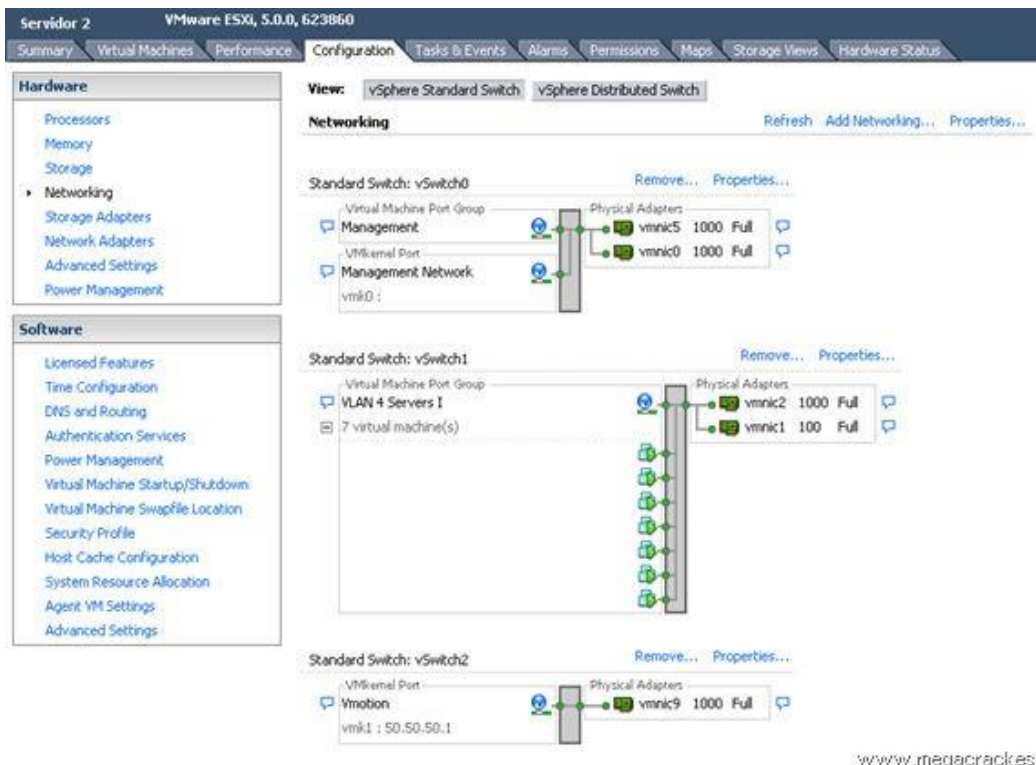 Servidor 2 VMware ESXi, 5.0.0, 623860
Summary Virtual Machines Performance Configuration Tasks & Events Alarms Permissions Maps Storage Views Hardware Status
Hardware
Processors
Memory
Storage
Networking
Storage Adapters
Network Adapters
Advanced Settings
Power Management
Software
Licensed Features
Time Configuration
DNS and Routing
Authentication Services
Power Management
Virtual Machine Startup/Shutdown
Virtual Machine Swapfile Location
Security Profile
Host Cache Configuration
System Resource Allocation
Agent VM Settings
Advanced Settings
View: vSphere Standard Switch vSphere Distributed Switch
Networking Refresh Add Networking... Properties...
Standard Switch: vSwitch0 Remove... Properties...
Virtual Machine Port Group Physical Adapters
Management vmnic5 1000 Full
VMkernel Port vmnic0 1000 Full
Management Network
vmk0 :
Standard Switch: vSwitch1 Remove... Properties...
Virtual Machine Port Group Physical Adapters
VLAN 4 Servers I vmnic2 1000 Full
7 virtual machine(s) vmnic1 100 Full
Standard Switch: vSwitch2 Remove... Properties...
VMkernel Port Physical Adapters
Vmotion vmnic9 1000 Full
vmk1 : 50.50.50.1
www.megacrackes